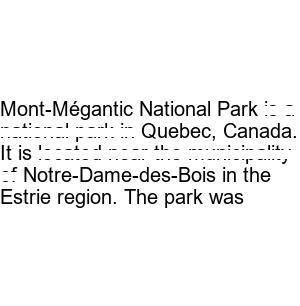 Mont-Mégantic National Park is a
national park in Quebec, Canada.
It is located near the municipality
of Notre-Dame-des-Bois in the
Estrie region. The park was